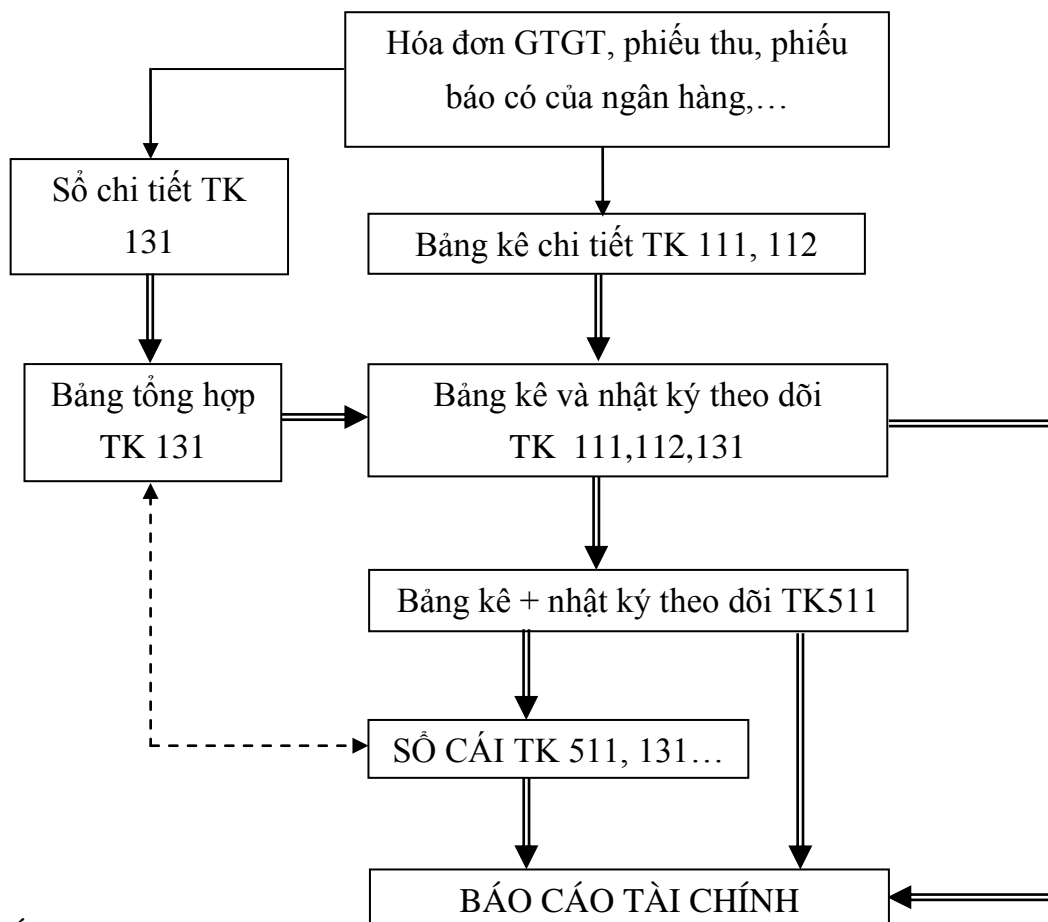 Hóa đơn GTGT, phiếu thu, phiếu
báo có của ngân hàng,…
Sổ chi tiết TK
131
Bảng kê chi tiết TK 111, 112
Bảng tổng hợp
TK 131
Bảng kê và nhật ký theo dõi
TK 111,112,131
Bảng kê + nhật ký theo dõi TK511
SỔ CÁI TK 511, 131…
BÁO CÁO TÀI CHÍNH